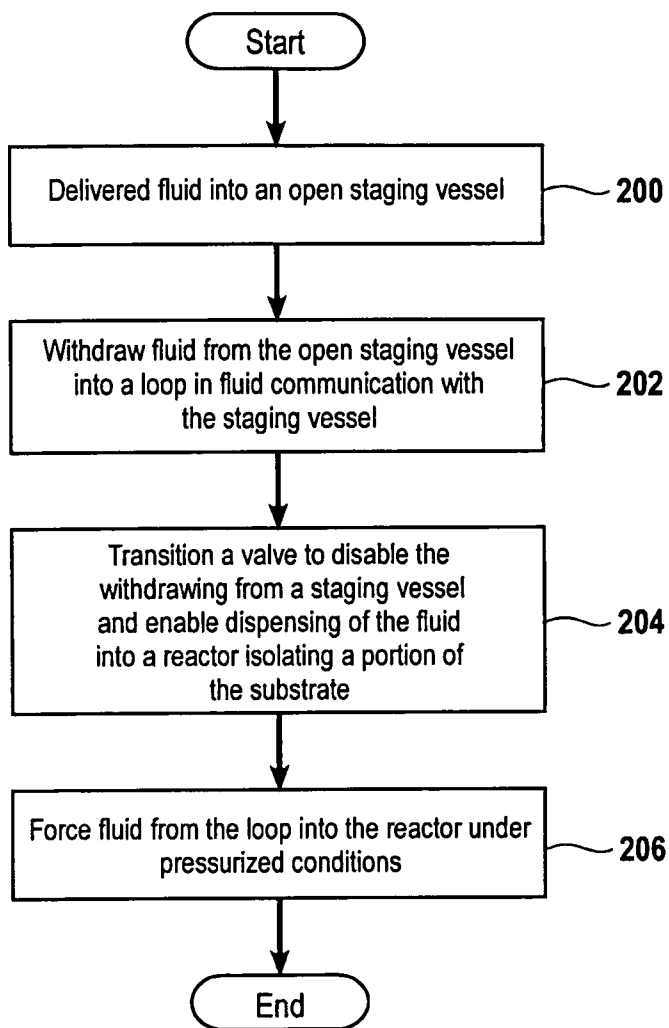 Start
Delivered fluid into an open staging vessel
200
Withdraw fluid from the open staging vessel
into a loop in fluid communication with
the staging vessel
202
Transition a valve to disable the
withdrawing from a staging vessel
and enable dispensing of the fluid
into a reactor isolating a portion of
the substrate
204
Force fluid from the loop into the reactor under
pressurized conditions
206
End